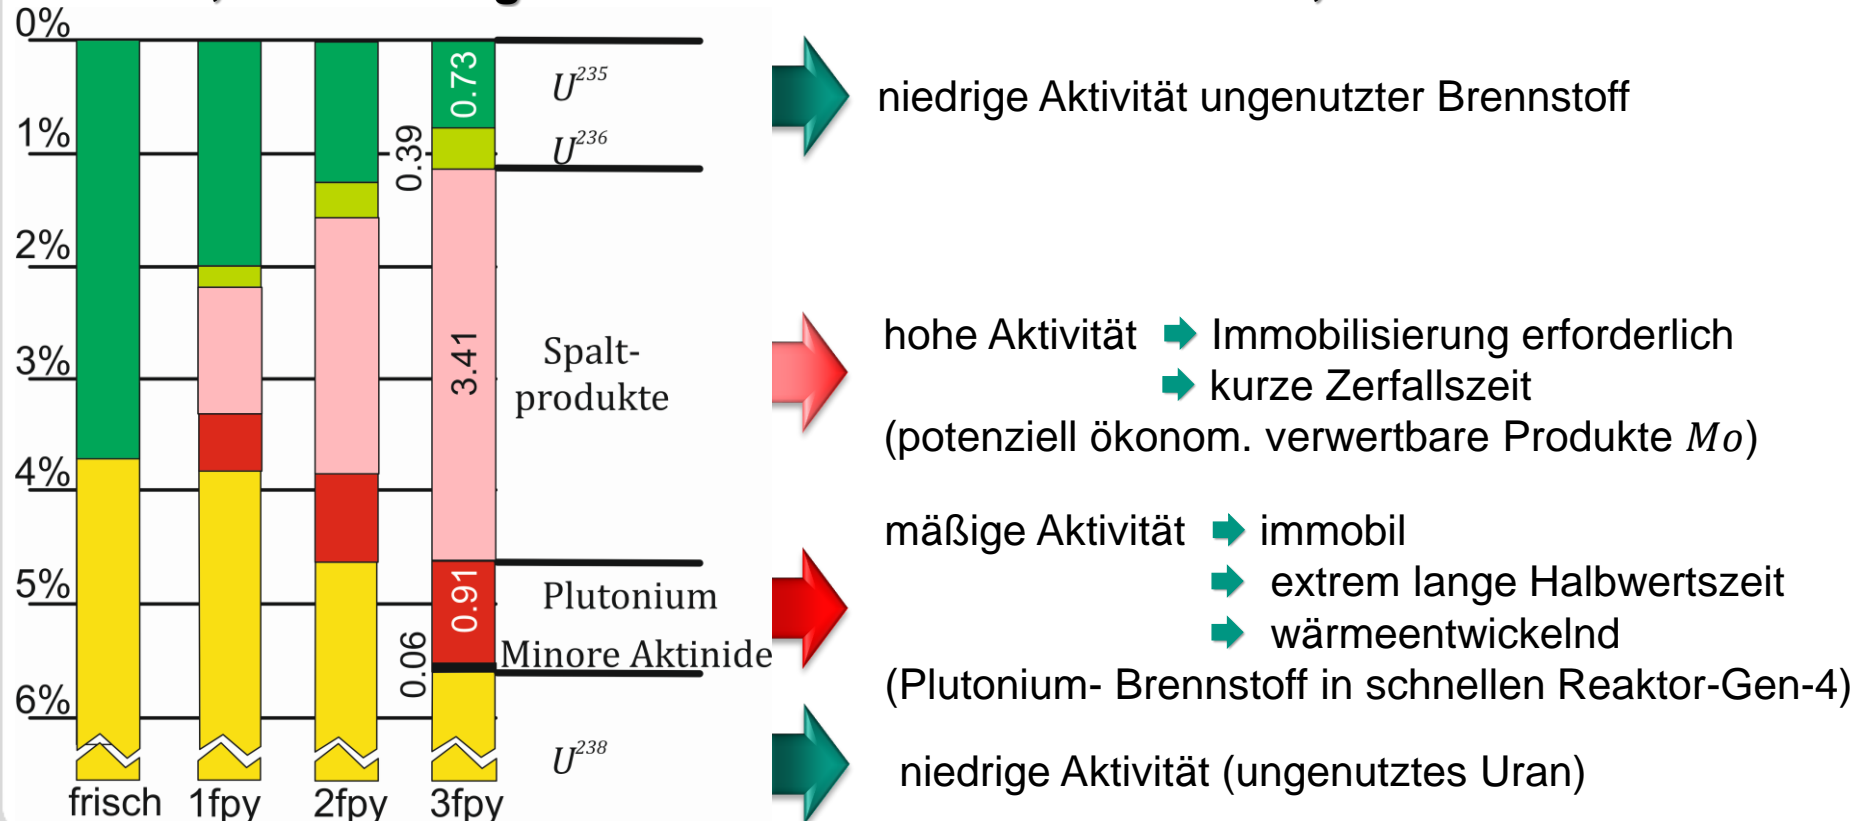 0%
1%
2%
3%
4%
5%
6%
frisch 1fpy 2fpy 3fpy
0.73
0.39
3.41
0.91
0.06
U²³⁵
U²³⁶
Spalt-
produkte
Plutonium
Minore Aktinide
U²³⁸
niedrige Aktivität ungenutzter Brennstoff
hohe Aktivität Immobilisierung erforderlich
kurze Zerfallszeit
(potenziell ökonom. verwertbare Produkte Mo)
mäßige Aktivität immobil
extrem lange Halbwertszeit
wärmeentwickelnd
(Plutonium- Brennstoff in schnellen Reaktor-Gen-4)
niedrige Aktivität (ungenutztes Uran)